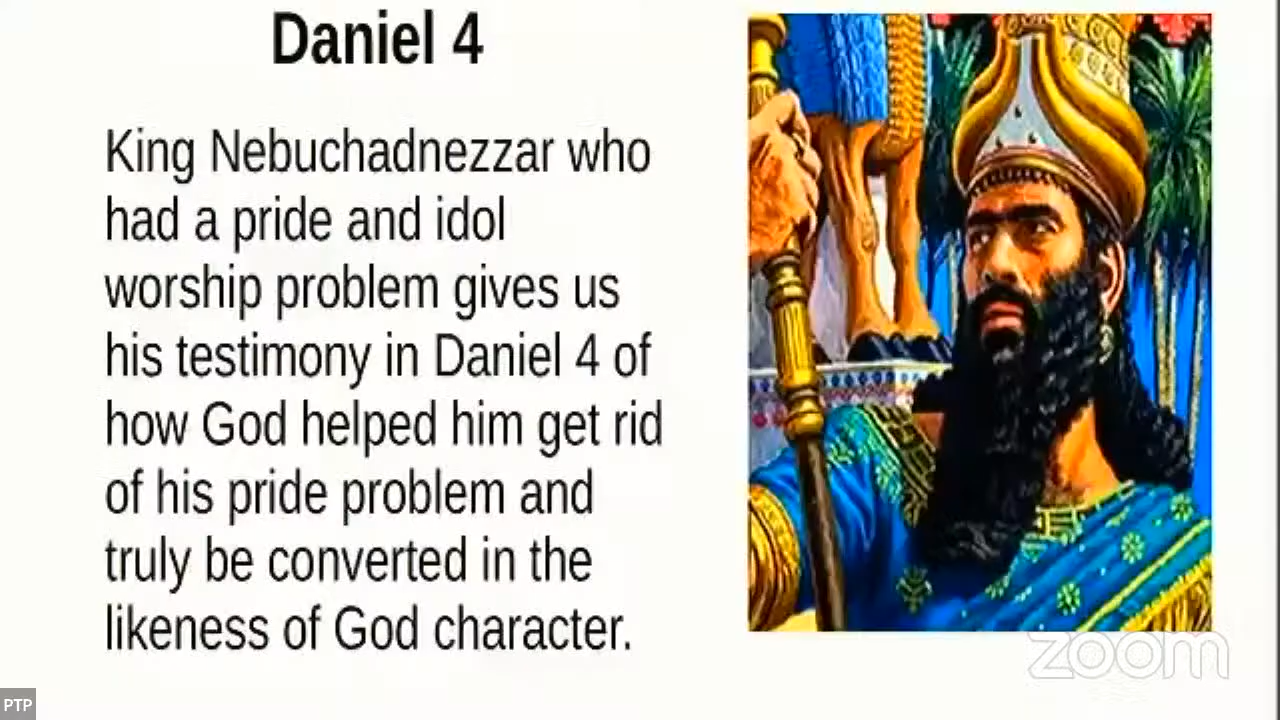 Daniel 4
King Nebuchadnezzar who
had a pride and idol
worship problem gives us
his testimony in Daniel 4 of
how God helped him get rid
of his pride problem and
truly be converted in the
likeness of God character.
zoom
PTP